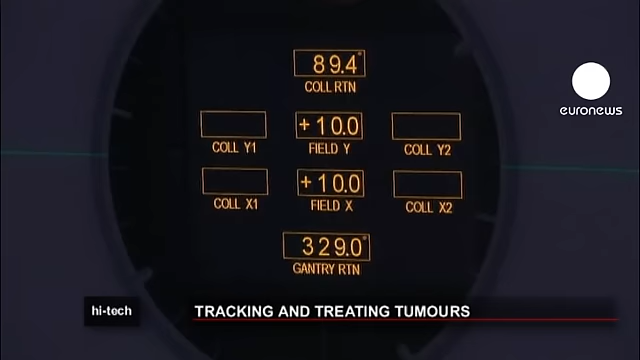 89.4°
COLL RTN
+10.0
COLL Y1 FIELD Y COLL Y2
+10.0
COLL X1 FIELD X COLL X2
329.0°
GANTRY RTN
euronews
hi-tech TRACKING AND TREATING TUMOURS